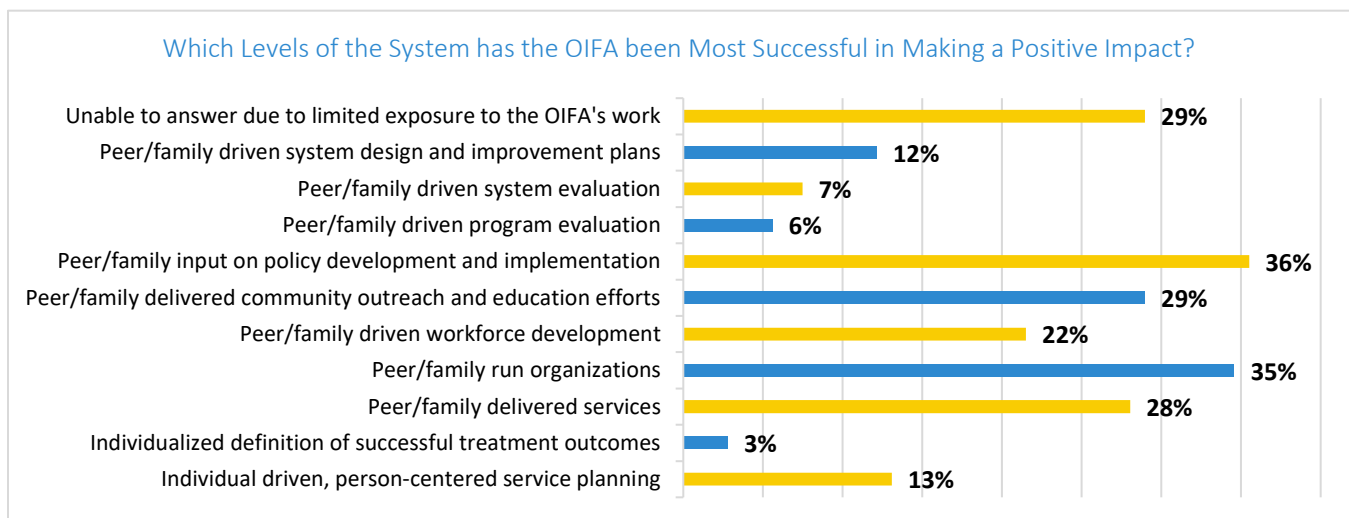 Which Levels of the System has the OIFA been Most Successful in Making a Positive Impact?
Unable to answer due to limited exposure to the OIFA's work 29%
Peer/family driven system design and improvement plans 12%
Peer/family driven system evaluation 7%
Peer/family driven program evaluation 6%
Peer/family input on policy development and implementation 36%
Peer/family delivered community outreach and education efforts 29%
Peer/family driven workforce development 22%
Peer/family run organizations 35%
Peer/family delivered services 28%
Individualized definition of successful treatment outcomes 3%
Individual driven, person-centered service planning 13%